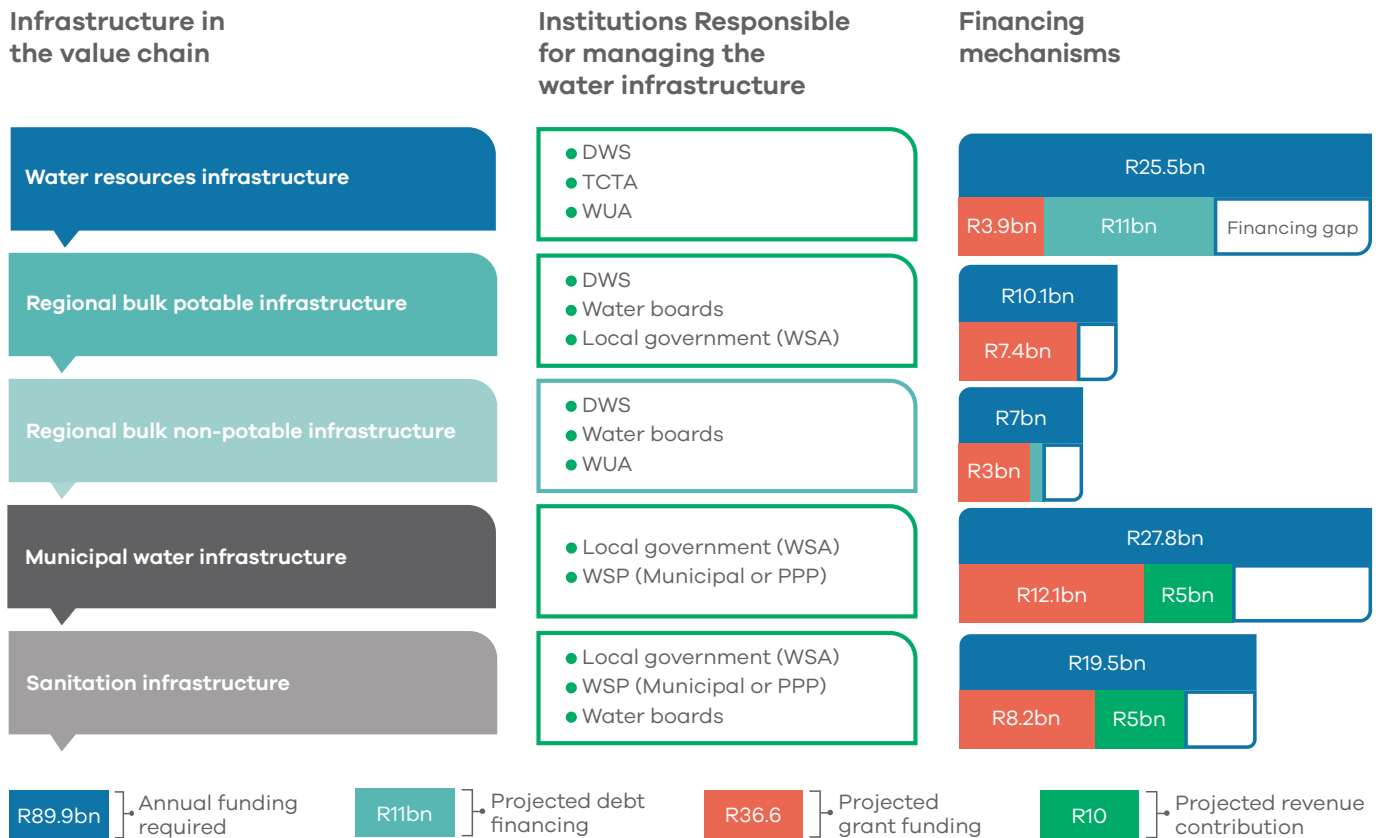 Infrastructure in
the value chain
Institutions Responsible
for managing the
water infrastructure
Financing
mechanisms
Water resources infrastructure
DWS
TCTA
WUA
R25.5bn
R3.9bn
R11bn
Financing gap
Regional bulk potable infrastructure
DWS
Water boards
Local government (WSA)
R10.1bn
R7.4bn
Regional bulk non-potable infrastructure
DWS
Water boards
WUA
R7bn
R3bn
Municipal water infrastructure
Local government (WSA)
WSP (Municipal or PPP)
R27.8bn
R12.1bn
R5bn
Sanitation infrastructure
Local government (WSA)
WSP (Municipal or PPP)
Water boards
R19.5bn
R8.2bn
R5bn
R89.9bn
Annual funding
required
R11bn
Projected debt
financing
R36.6
Projected
grant funding
R10
Projected revenue
contribution